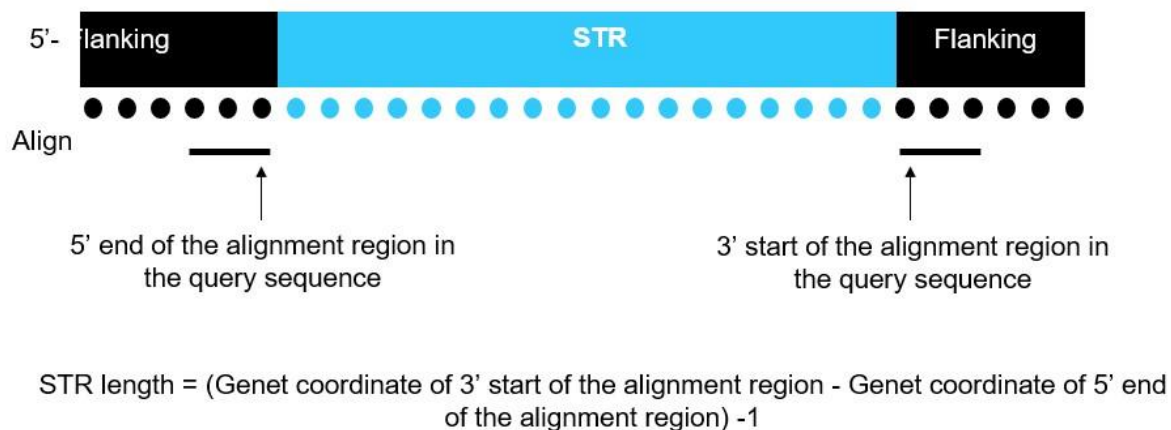 5’- Flanking STR Flanking
Align
5’ end of the alignment region in
the query sequence
3’ start of the alignment region in
the query sequence
STR length = (Genet coordinate of 3’ start of the alignment region - Genet coordinate of 5’ end
of the alignment region) -1